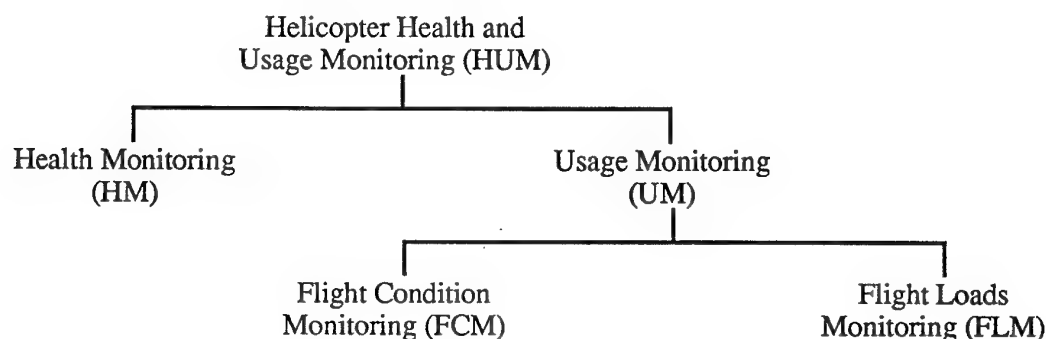 Helicopter Health and
Usage Monitoring (HUM)
Health Monitoring
(HM)
Usage Monitoring
(UM)
Flight Condition
Monitoring (FCM)
Flight Loads
Monitoring (FLM)